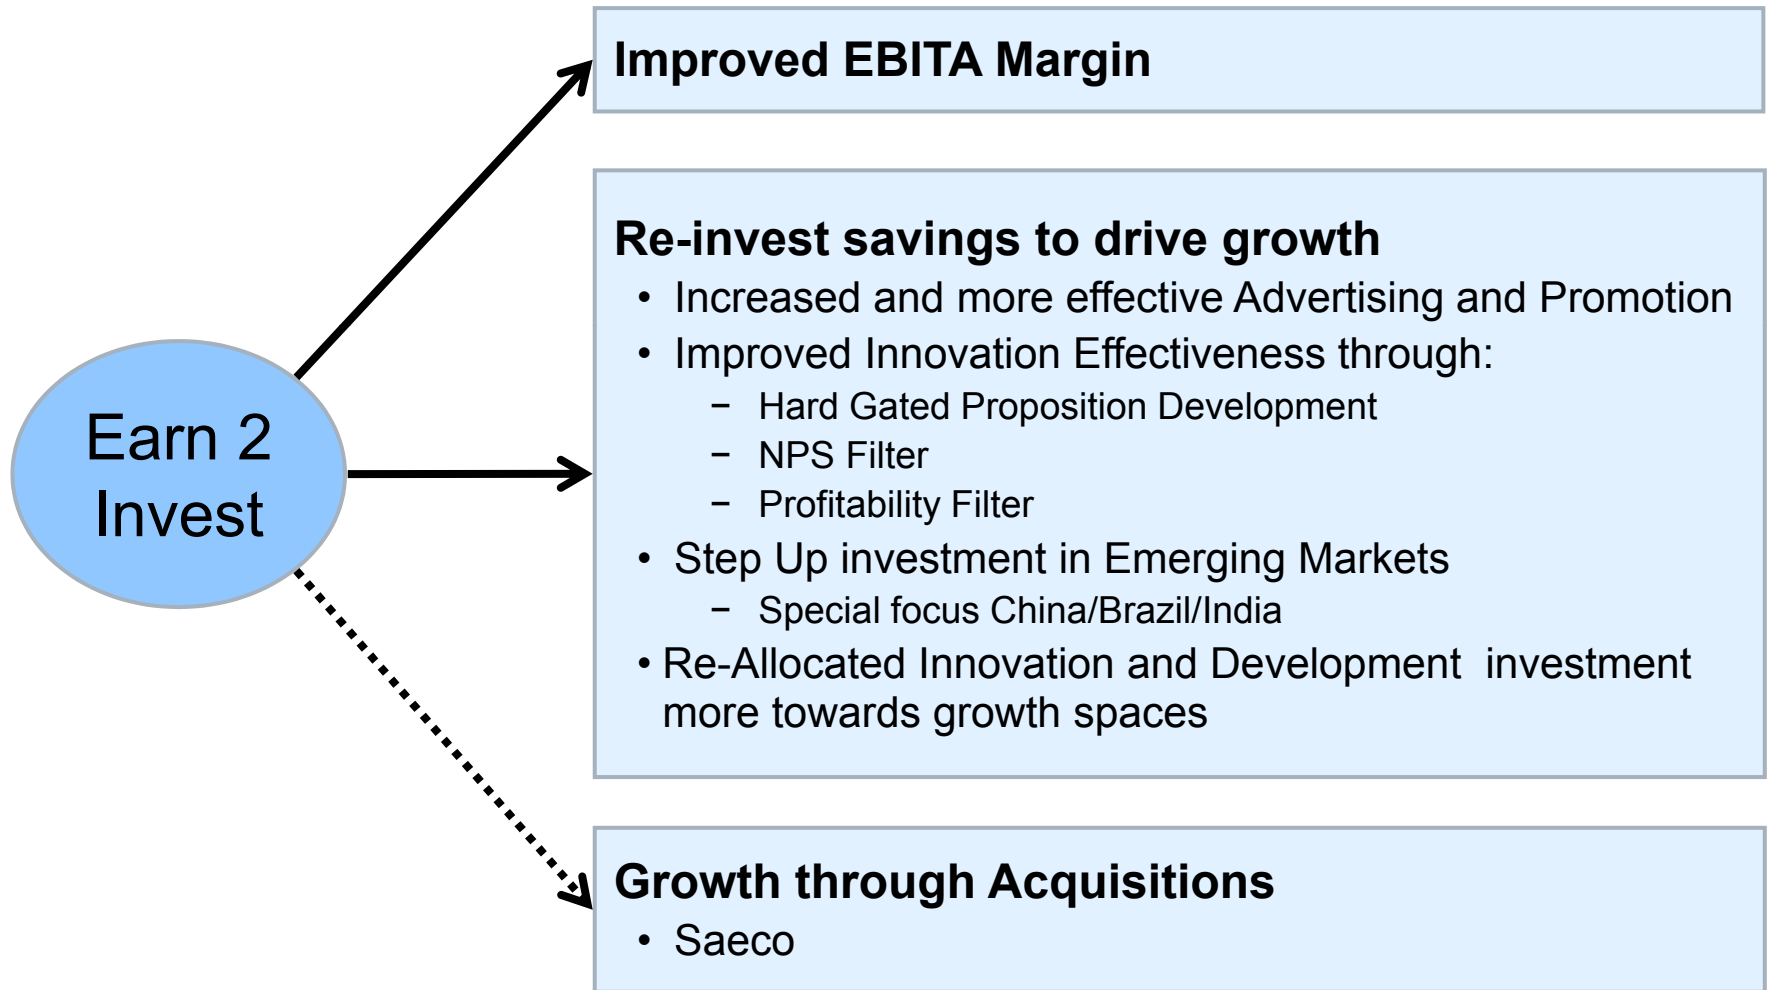 Improved EBITA Margin
Re-invest savings to drive growth
• Increased and more effective Advertising and Promotion
• Improved Innovation Effectiveness through:
− Hard Gated Proposition Development
− NPS Filter
− Profitability Filter
• Step Up investment in Emerging Markets
− Special focus China/Brazil/India
• Re-Allocated Innovation and Development  investment
more towards growth spaces
Earn 2
Invest
Growth through Acquisitions
• Saeco